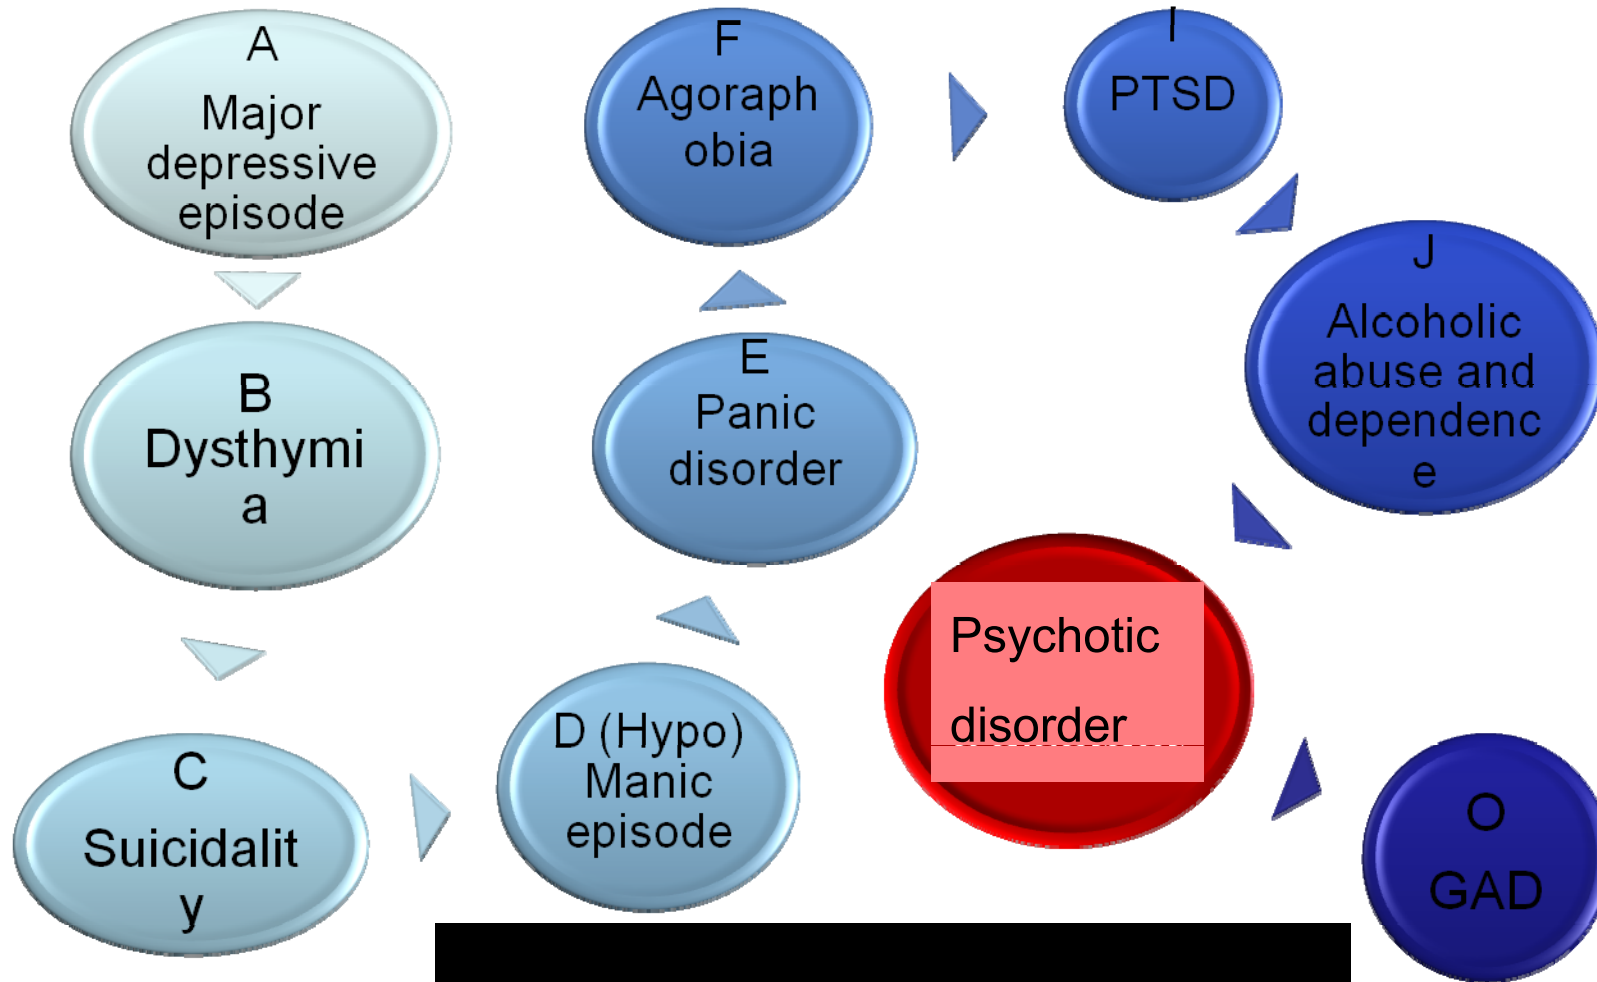 A
Major
depressive
episode
B
Dysthymi
a
C
Suicidalit
y
D (Hypo)
Manic
episode
E
Panic
disorder
F
Agoraph
obia
I
PTSD
J
Alcoholic
abuse and
dependenc
e
Psychotic
disorder
O
GAD